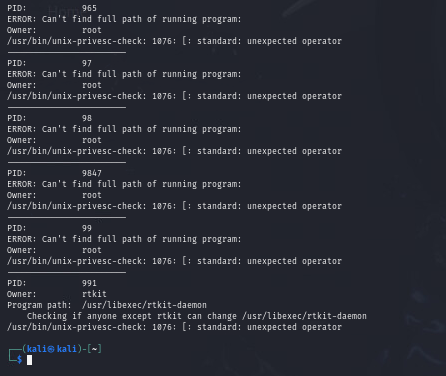 PID: 965
ERROR: Can't find full path of running program:
Owner: root
/usr/bin/unix-privesc-check: 1076: [: standard: unexpected operator
PID: 97
ERROR: Can't find full path of running program:
Owner: root
/usr/bin/unix-privesc-check: 1076: [: standard: unexpected operator
PID: 98
ERROR: Can't find full path of running program:
Owner: root
/usr/bin/unix-privesc-check: 1076: [: standard: unexpected operator
PID: 9847
ERROR: Can't find full path of running program:
Owner: root
/usr/bin/unix-privesc-check: 1076: [: standard: unexpected operator
PID: 99
ERROR: Can't find full path of running program:
Owner: root
/usr/bin/unix-privesc-check: 1076: [: standard: unexpected operator
PID: 991
Owner: rtkit
Program path: /usr/libexec/rtkit-daemon
Checking if anyone except rtkit can change /usr/libexec/rtkit-daemon
/usr/bin/unix-privesc-check: 1076: [: standard: unexpected operator
┌──(kali㉿kali)-[~]
└─$